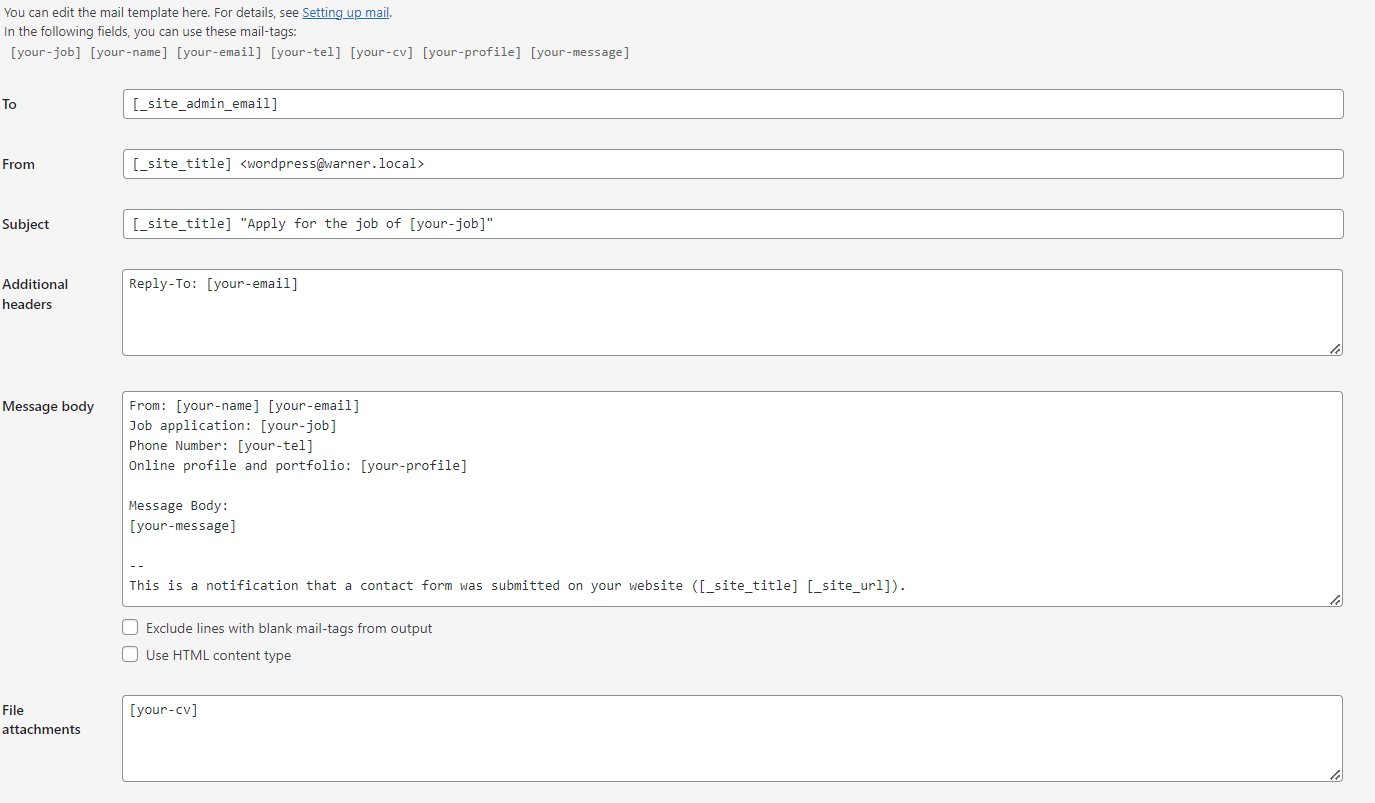 You can edit the mail template here. For details, see Setting up mail.
In the following fields, you can use these mail-tags:
[your-job] [your-name] [your-email] [your-tel] [your-cv] [your-profile] [your-message]
To
[_site_admin_email]
From
[_site_title] <wordpress@warner.local>
Subject
[_site_title] "Apply for the job of [your-job]"
Additional
headers
Reply-To: [your-email]
Message body
From: [your-name] [your-email]
Job application: [your-job]
Phone Number: [your-tel]
Online profile and portfolio: [your-profile]
Message Body:
[your-message]
--
This is a notification that a contact form was submitted on your website ([_site_title] [_site_url]).
Exclude lines with blank mail-tags from output
Use HTML content type
File
attachments
[your-cv]